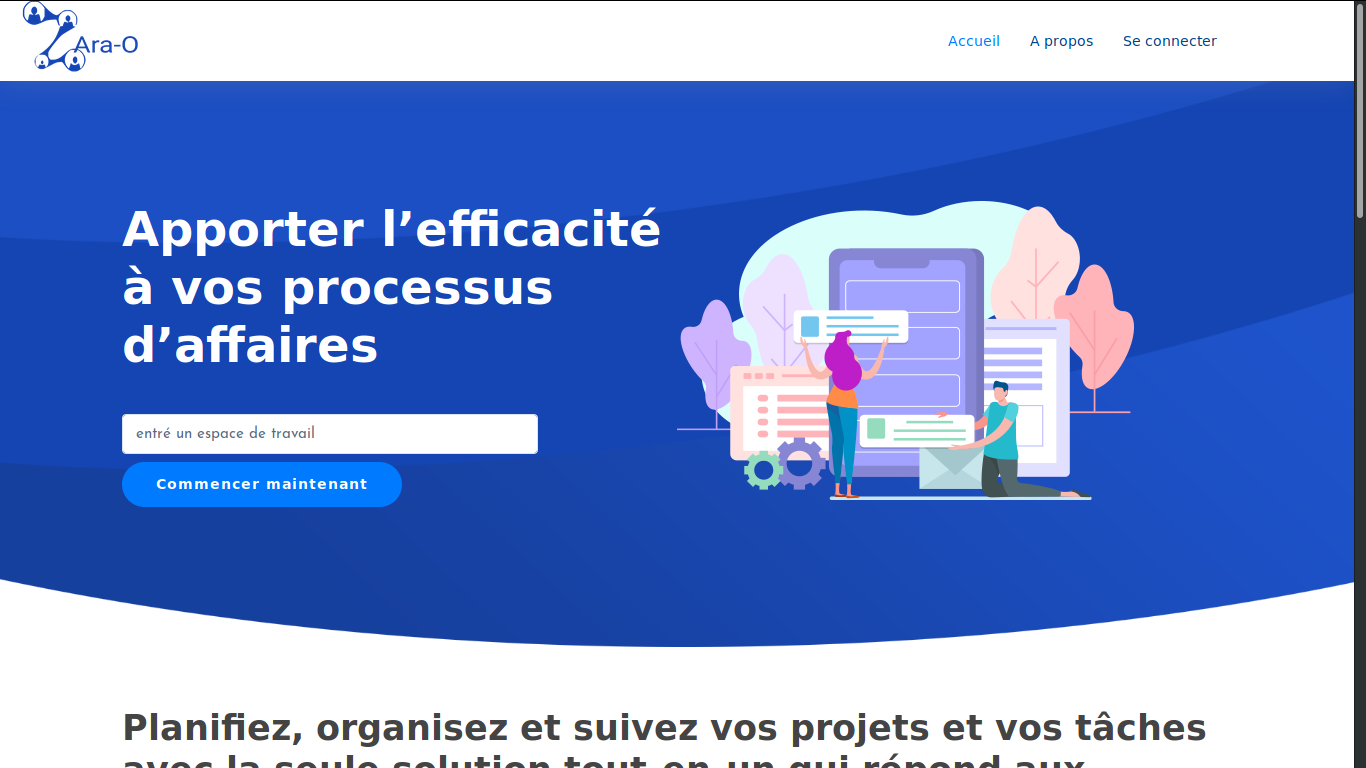 Ara-O
Accueil
A propos
Se connecter
Apporter l’efficacité
à vos processus
d’affaires
entré un espace de travail
Commencer maintenant
Planifiez, organisez et suivez vos projets et vos tâches
avec la seule solution tout-en-un qui répond aux